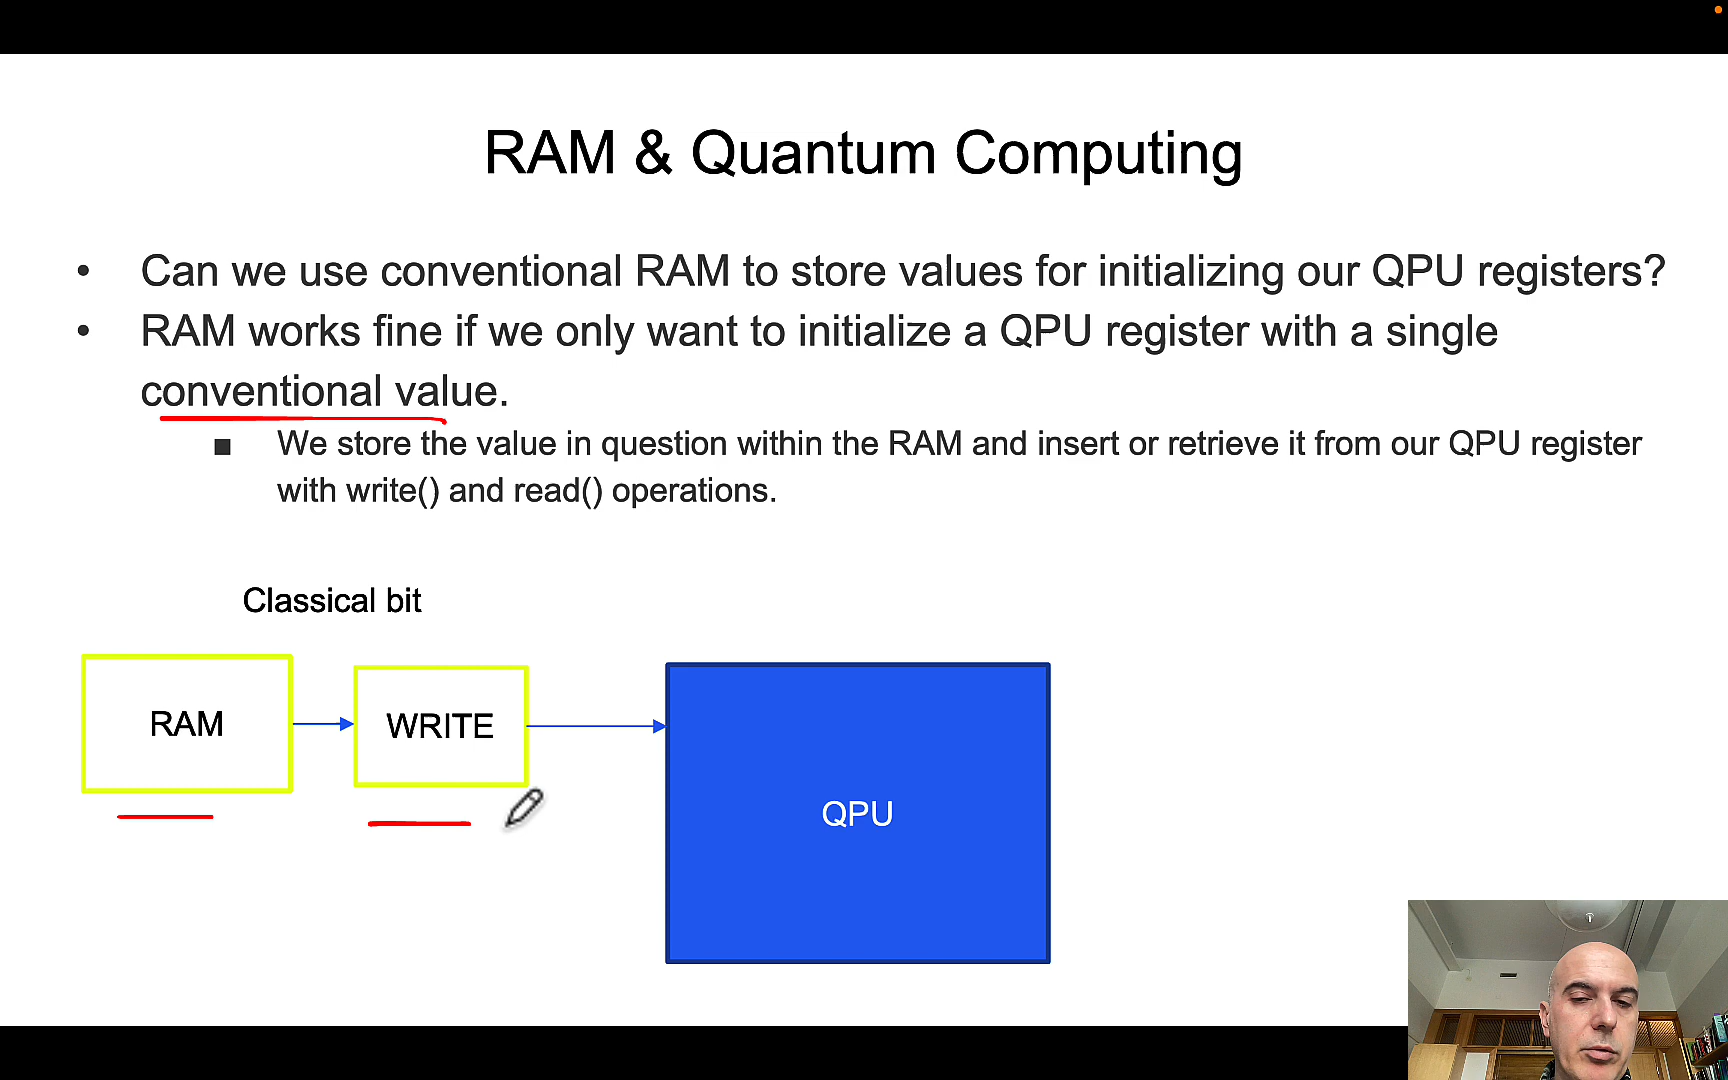 RAM & Quantum Computing
• Can we use conventional RAM to store values for initializing our QPU registers?
• RAM works fine if we only want to initialize a QPU register with a single
conventional value.
■ We store the value in question within the RAM and insert or retrieve it from our QPU register
with write() and read() operations.
Classical bit
RAM
WRITE
QPU